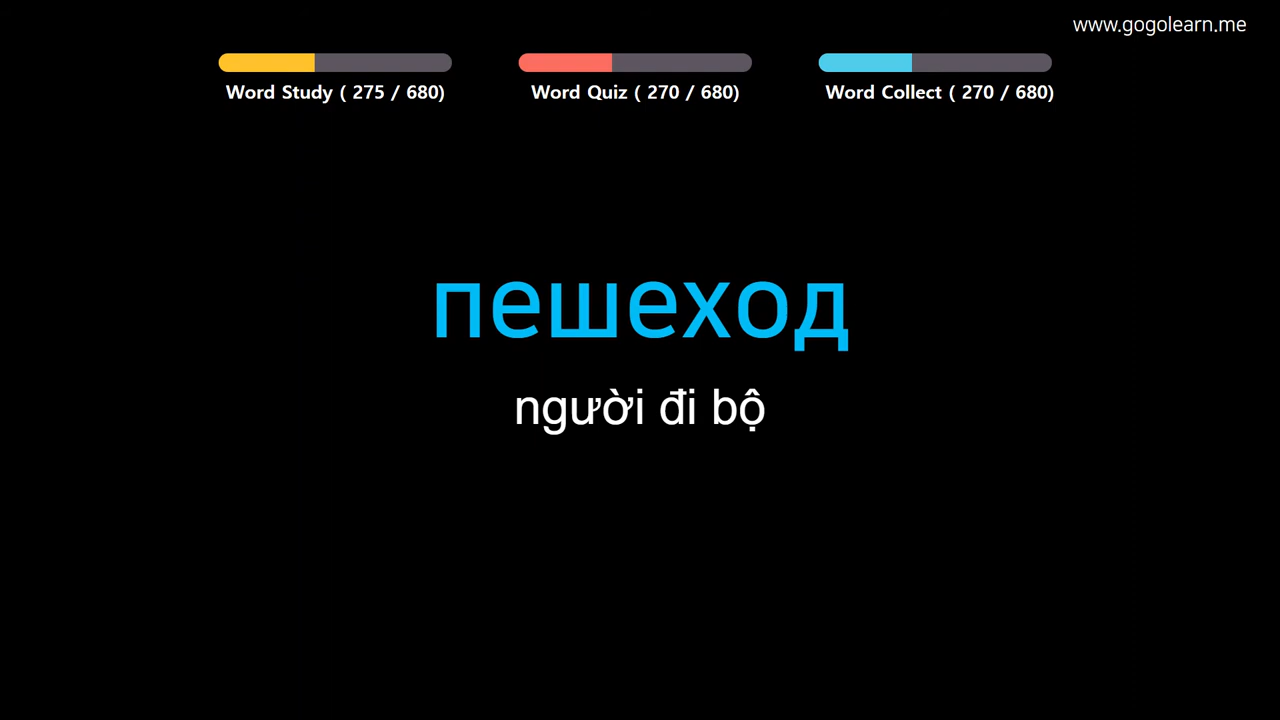 www.gogolearn.me
Word Study ( 275 / 680)
Word Quiz ( 270 / 680)
Word Collect ( 270 / 680)
пешеход
người đi bộ